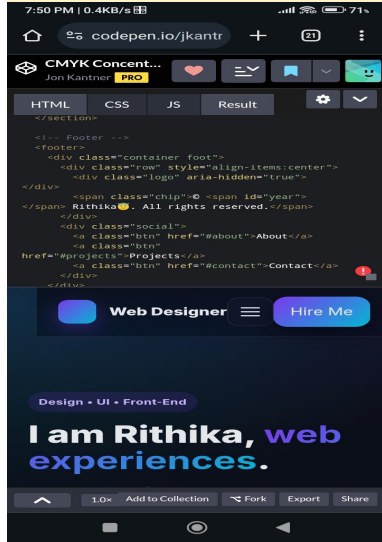 7:50 PM | 0.4KB/s
71%
codepen.io/jkantr
21
CMYK Concent...
Jon Kantner PRO
HTML CSS JS Result
</section>
<!-- Footer -->
<footer>
<div class="container foot">
<div class="row" style="align-items:center">
<div class="logo" aria-hidden="true">
</div>
<span class="chip">© <span id="year">
</span> Rithika😇. All rights reserved.</span>
</div>
<div class="social">
<a class="btn" href="#about">About</a>
<a class="btn"
href="#projects">Projects</a>
<a class="btn" href="#contact">Contact</a>
</div>
</div>
Web Designer
Hire Me
Design • UI • Front-End
I am Rithika, web
experiences.
1.0× Add to Collection Fork Export Share